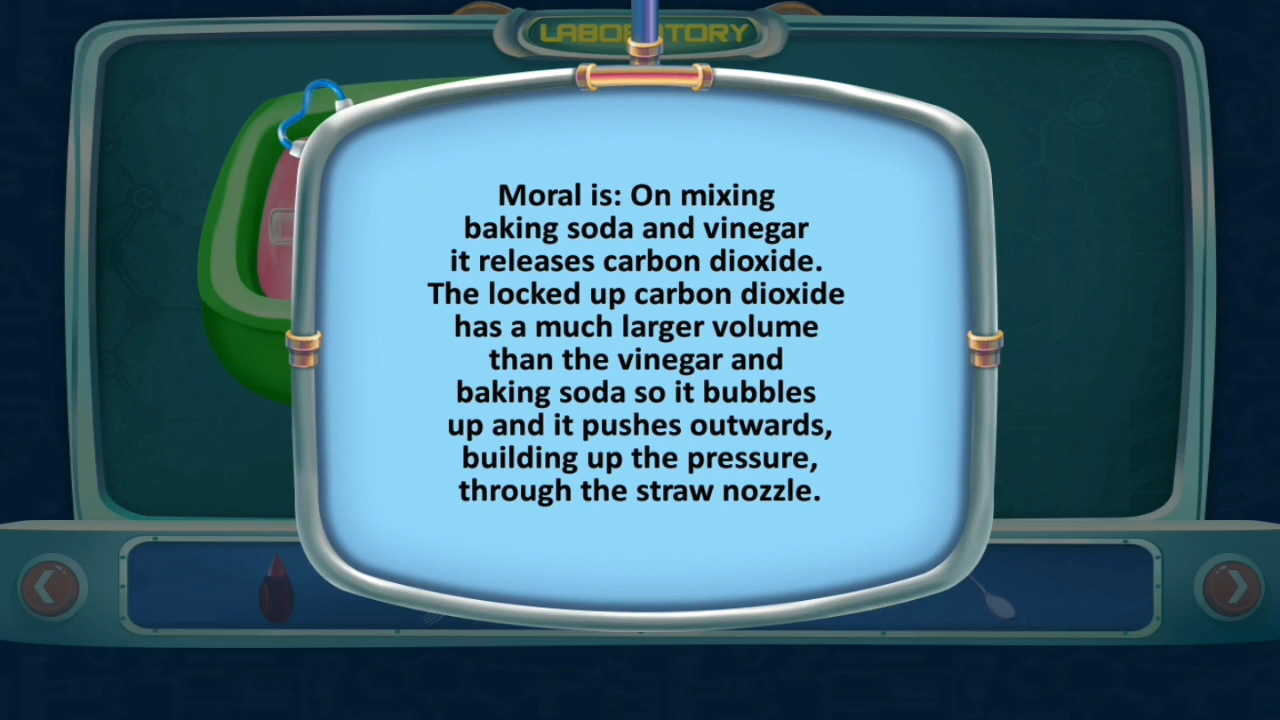 LABORATORY
Moral is: On mixing
baking soda and vinegar
it releases carbon dioxide.
The locked up carbon dioxide
has a much larger volume
than the vinegar and
baking soda so it bubbles
up and it pushes outwards,
building up the pressure,
through the straw nozzle.